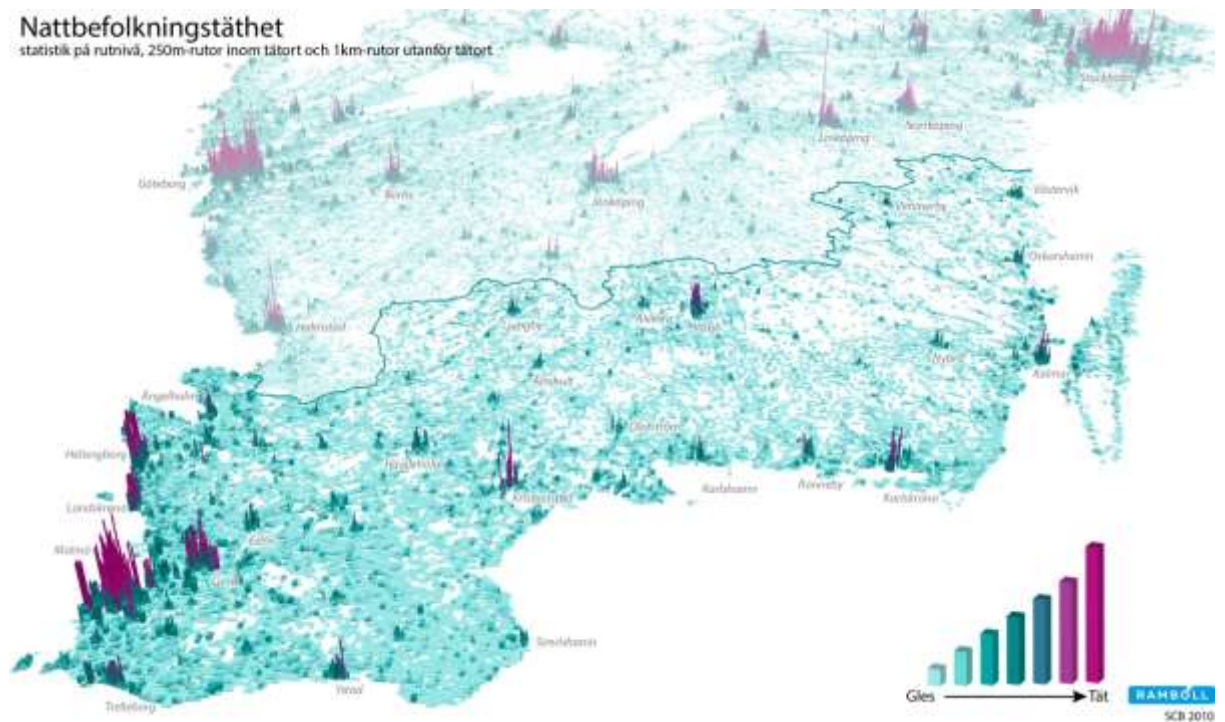 Nattbefolkningstäthet
statistik på rutnivå, 250m-rutor inom tätort och 1km-rutor utanför tätort
Stockholm
Norrköping
Linköping
Göteborg
Borås
Jönköping
Västervik
Vimmerby
Oskarshamn
Halmstad
Ljungby
Alvesta
Växjö
Nybro
Kalmar
Älmhult
Ängelholm
Olofström
Helsingborg
Hässleholm
Kristianstad
Karlshamn
Ronneby
Karlskrona
Landskrona
Malmö
Eslöv
Lund
Simrishamn
Ystad
Trelleborg
Gles
Tät
RAMBOLL
SCB 2010